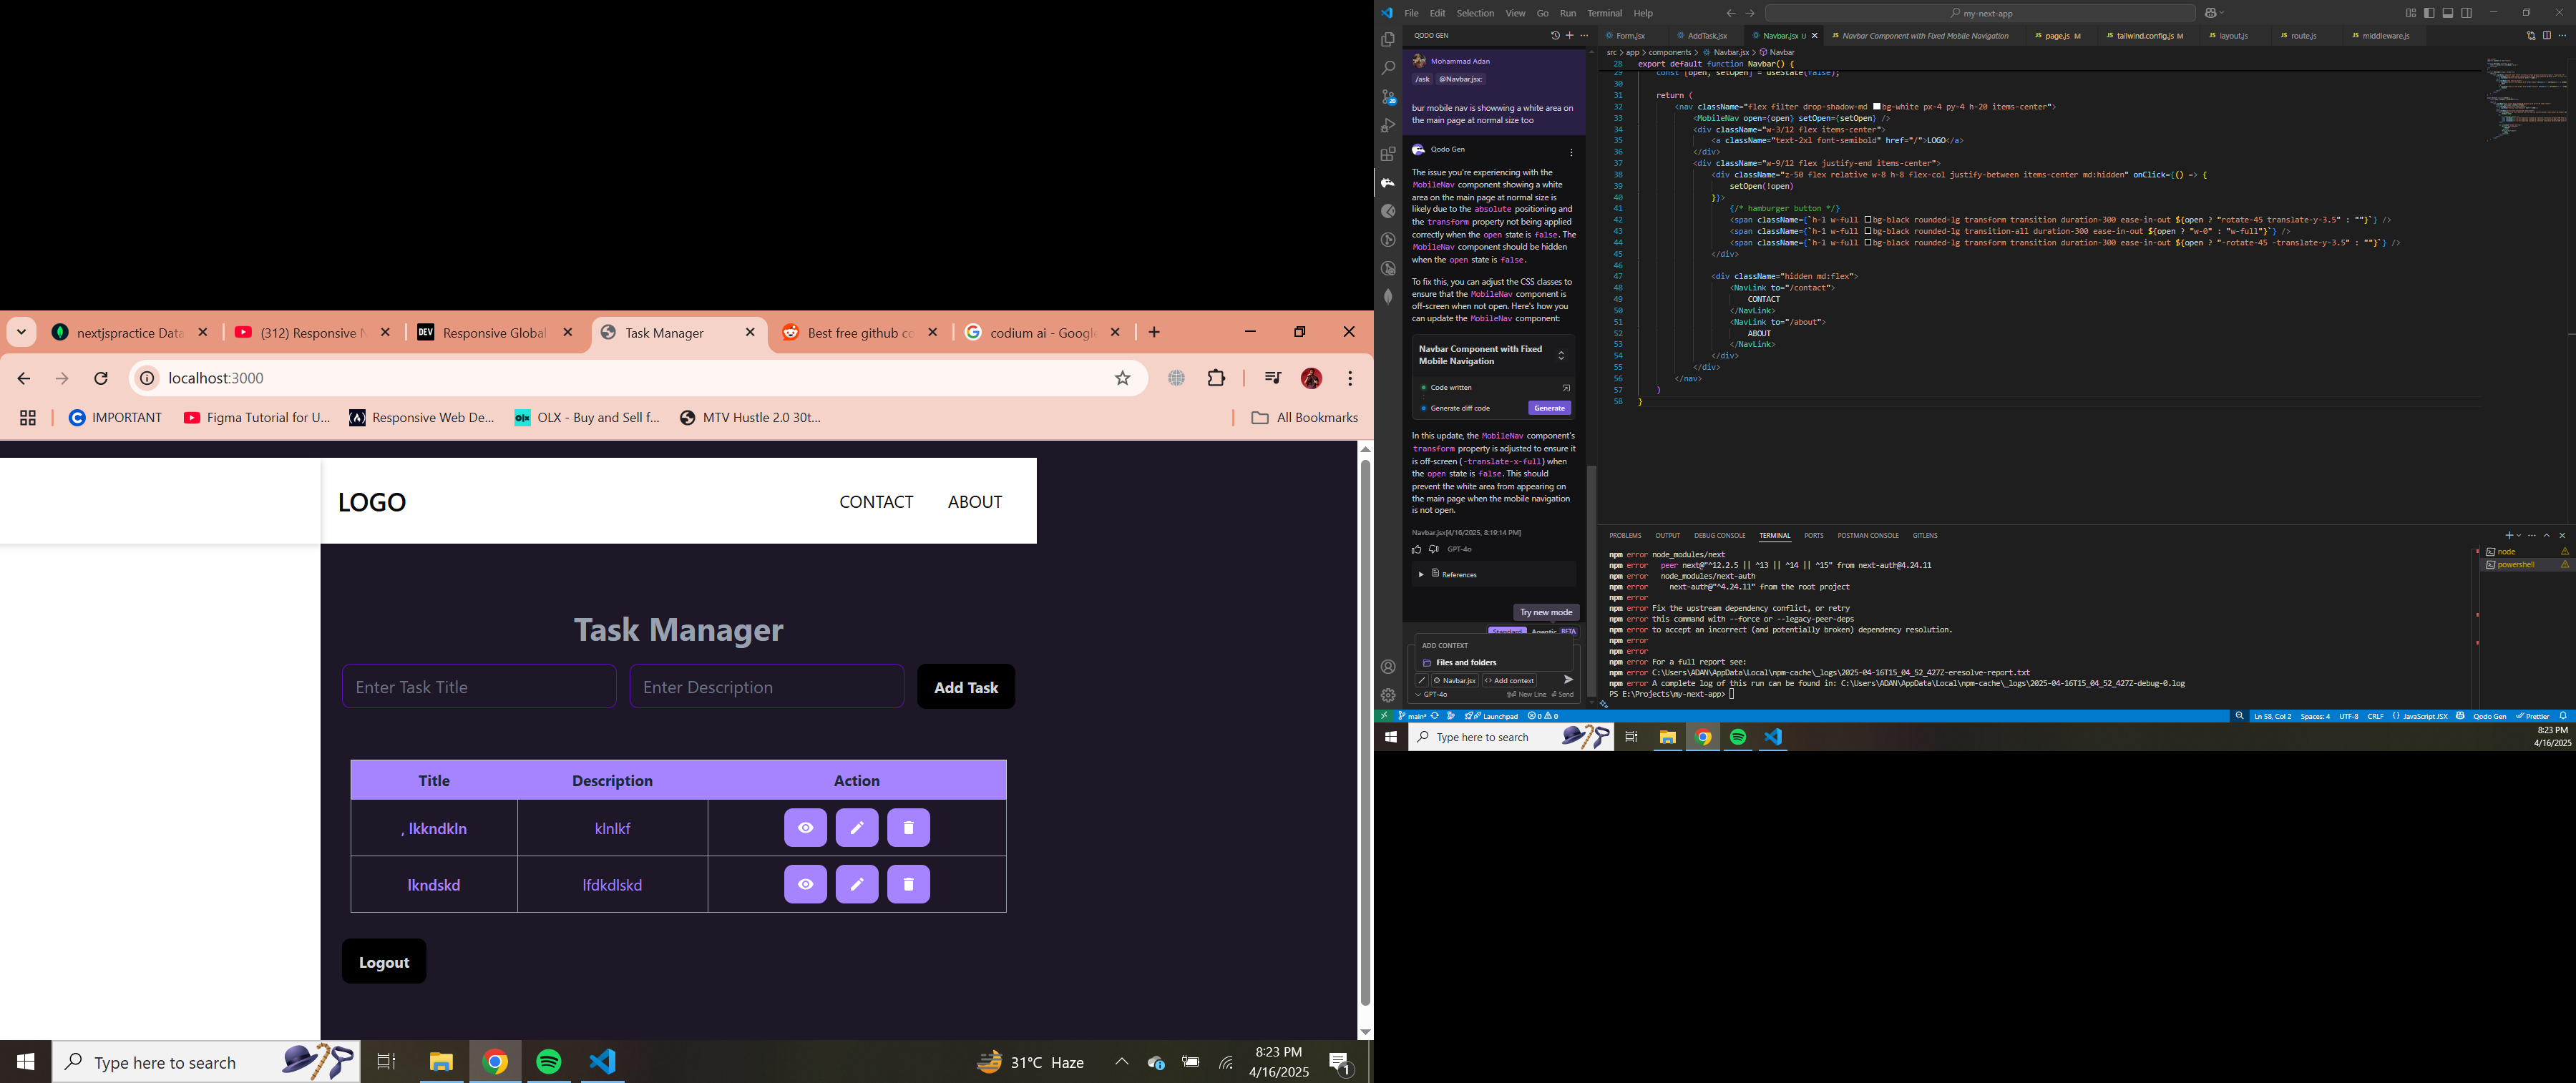 nextjspractice Data
(312) Responsive N
DEV
Responsive Global
Task Manager
Best free github co
codium ai - Google
localhost:3000
IMPORTANT
Figma Tutorial for U...
Responsive Web De...
OLX - Buy and Sell f...
MTV Hustle 2.0 30t...
All Bookmarks
LOGO
CONTACT
ABOUT
Task Manager
Enter Task Title
Enter Description
Add Task
Title
Description
Action
, lkkndkln
klnlkf
lkndskd
lfdkdlskd
Logout
Type here to search
31°C Haze
8:23 PM
4/16/2025
1
File Edit Selection View Go Run Terminal Help
my-next-app
QODO GEN
Mohammad Adan
/ask @Navbar.jsx:
bur mobile nav is showwing a white area on
the main page at normal size too
Qodo Gen
The issue you're experiencing with the
MobileNav component showing a white
area on the main page at normal size is
likely due to the absolute positioning and
the transform property not being applied
correctly when the open state is false. The
MobileNav component should be hidden
when the open state is false.
To fix this, you can adjust the CSS classes to
ensure that the MobileNav component is
off-screen when not open. Here's how you
can update the MobileNav component:
Navbar Component with Fixed
Mobile Navigation
Code written
Generate diff code
Generate
In this update, the MobileNav component's
transform property is adjusted to ensure it
is off-screen (-translate-x-full) when
the open state is false. This should
prevent the white area from appearing on
the main page when the mobile navigation
is not open.
Navbar.jsx[4/16/2025, 8:19:14 PM]
GPT-4o
References
Try new mode
Standard Agentic BETA
ADD CONTEXT
Files and folders
Navbar.jsx
Add context
GPT-4o
New Line
Send
Form.jsx
AddTask.jsx
Navbar.jsx U
Navbar Component with Fixed Mobile Navigation
page.js M
tailwind.config.js M
layout.js
route.js
middleware.js
src > app > components > Navbar.jsx > Navbar
28 export default function Navbar() {
29 const [open, setOpen] = useState(false);
30
31 return (
32 <nav className="flex filter drop-shadow-md bg-white px-4 py-4 h-20 items-center">
33 <MobileNav open={open} setOpen={setOpen} />
34 <div className="w-3/12 flex items-center">
35 <a className="text-2xl font-semibold" href="/">LOGO</a>
36 </div>
37 <div className="w-9/12 flex justify-end items-center">
38 <div className="z-50 flex relative w-8 h-8 flex-col justify-between items-center md:hidden" onClick={() => {
39 setOpen(!open)
40 }}>
41 {/* hamburger button */}
42 <span className={`h-1 w-full bg-black rounded-lg transform transition duration-300 ease-in-out ${open ? "rotate-45 translate-y-3.5" : ""}`} />
43 <span className={`h-1 w-full bg-black rounded-lg transition-all duration-300 ease-in-out ${open ? "w-0" : "w-full"}`} />
44 <span className={`h-1 w-full bg-black rounded-lg transform transition duration-300 ease-in-out ${open ? "-rotate-45 -translate-y-3.5" : ""}`} />
45 </div>
46
47 <div className="hidden md:flex">
48 <NavLink to="/contact">
49 CONTACT
50 </NavLink>
51 <NavLink to="/about">
52 ABOUT
53 </NavLink>
54 </div>
55 </div>
56 </nav>
57 )
58 }
PROBLEMS OUTPUT DEBUG CONSOLE TERMINAL PORTS POSTMAN CONSOLE GITLENS
npm error node_modules/next
npm error peer next@"^12.2.5 || ^13 || ^14 || ^15" from next-auth@4.24.11
npm error node_modules/next-auth
npm error next-auth@"^4.24.11" from the root project
npm error
npm error Fix the upstream dependency conflict, or retry
npm error this command with --force or --legacy-peer-deps
npm error to accept an incorrect (and potentially broken) dependency resolution.
npm error
npm error
npm error For a full report see:
npm error C:\Users\ADAN\AppData\Local\npm-cache\_logs\2025-04-16T15_04_52_427Z-eresolve-report.txt
npm error A complete log of this run can be found in: C:\Users\ADAN\AppData\Local\npm-cache\_logs\2025-04-16T15_04_52_427Z-debug-0.log
PS E:\Projects\my-next-app>
node
powershell
main*
Launchpad
0 0
Ln 58, Col 2 Spaces: 4 UTF-8 CRLF {} JavaScript JSX Qodo Gen Prettier
Type here to search
8:23 PM
4/16/2025